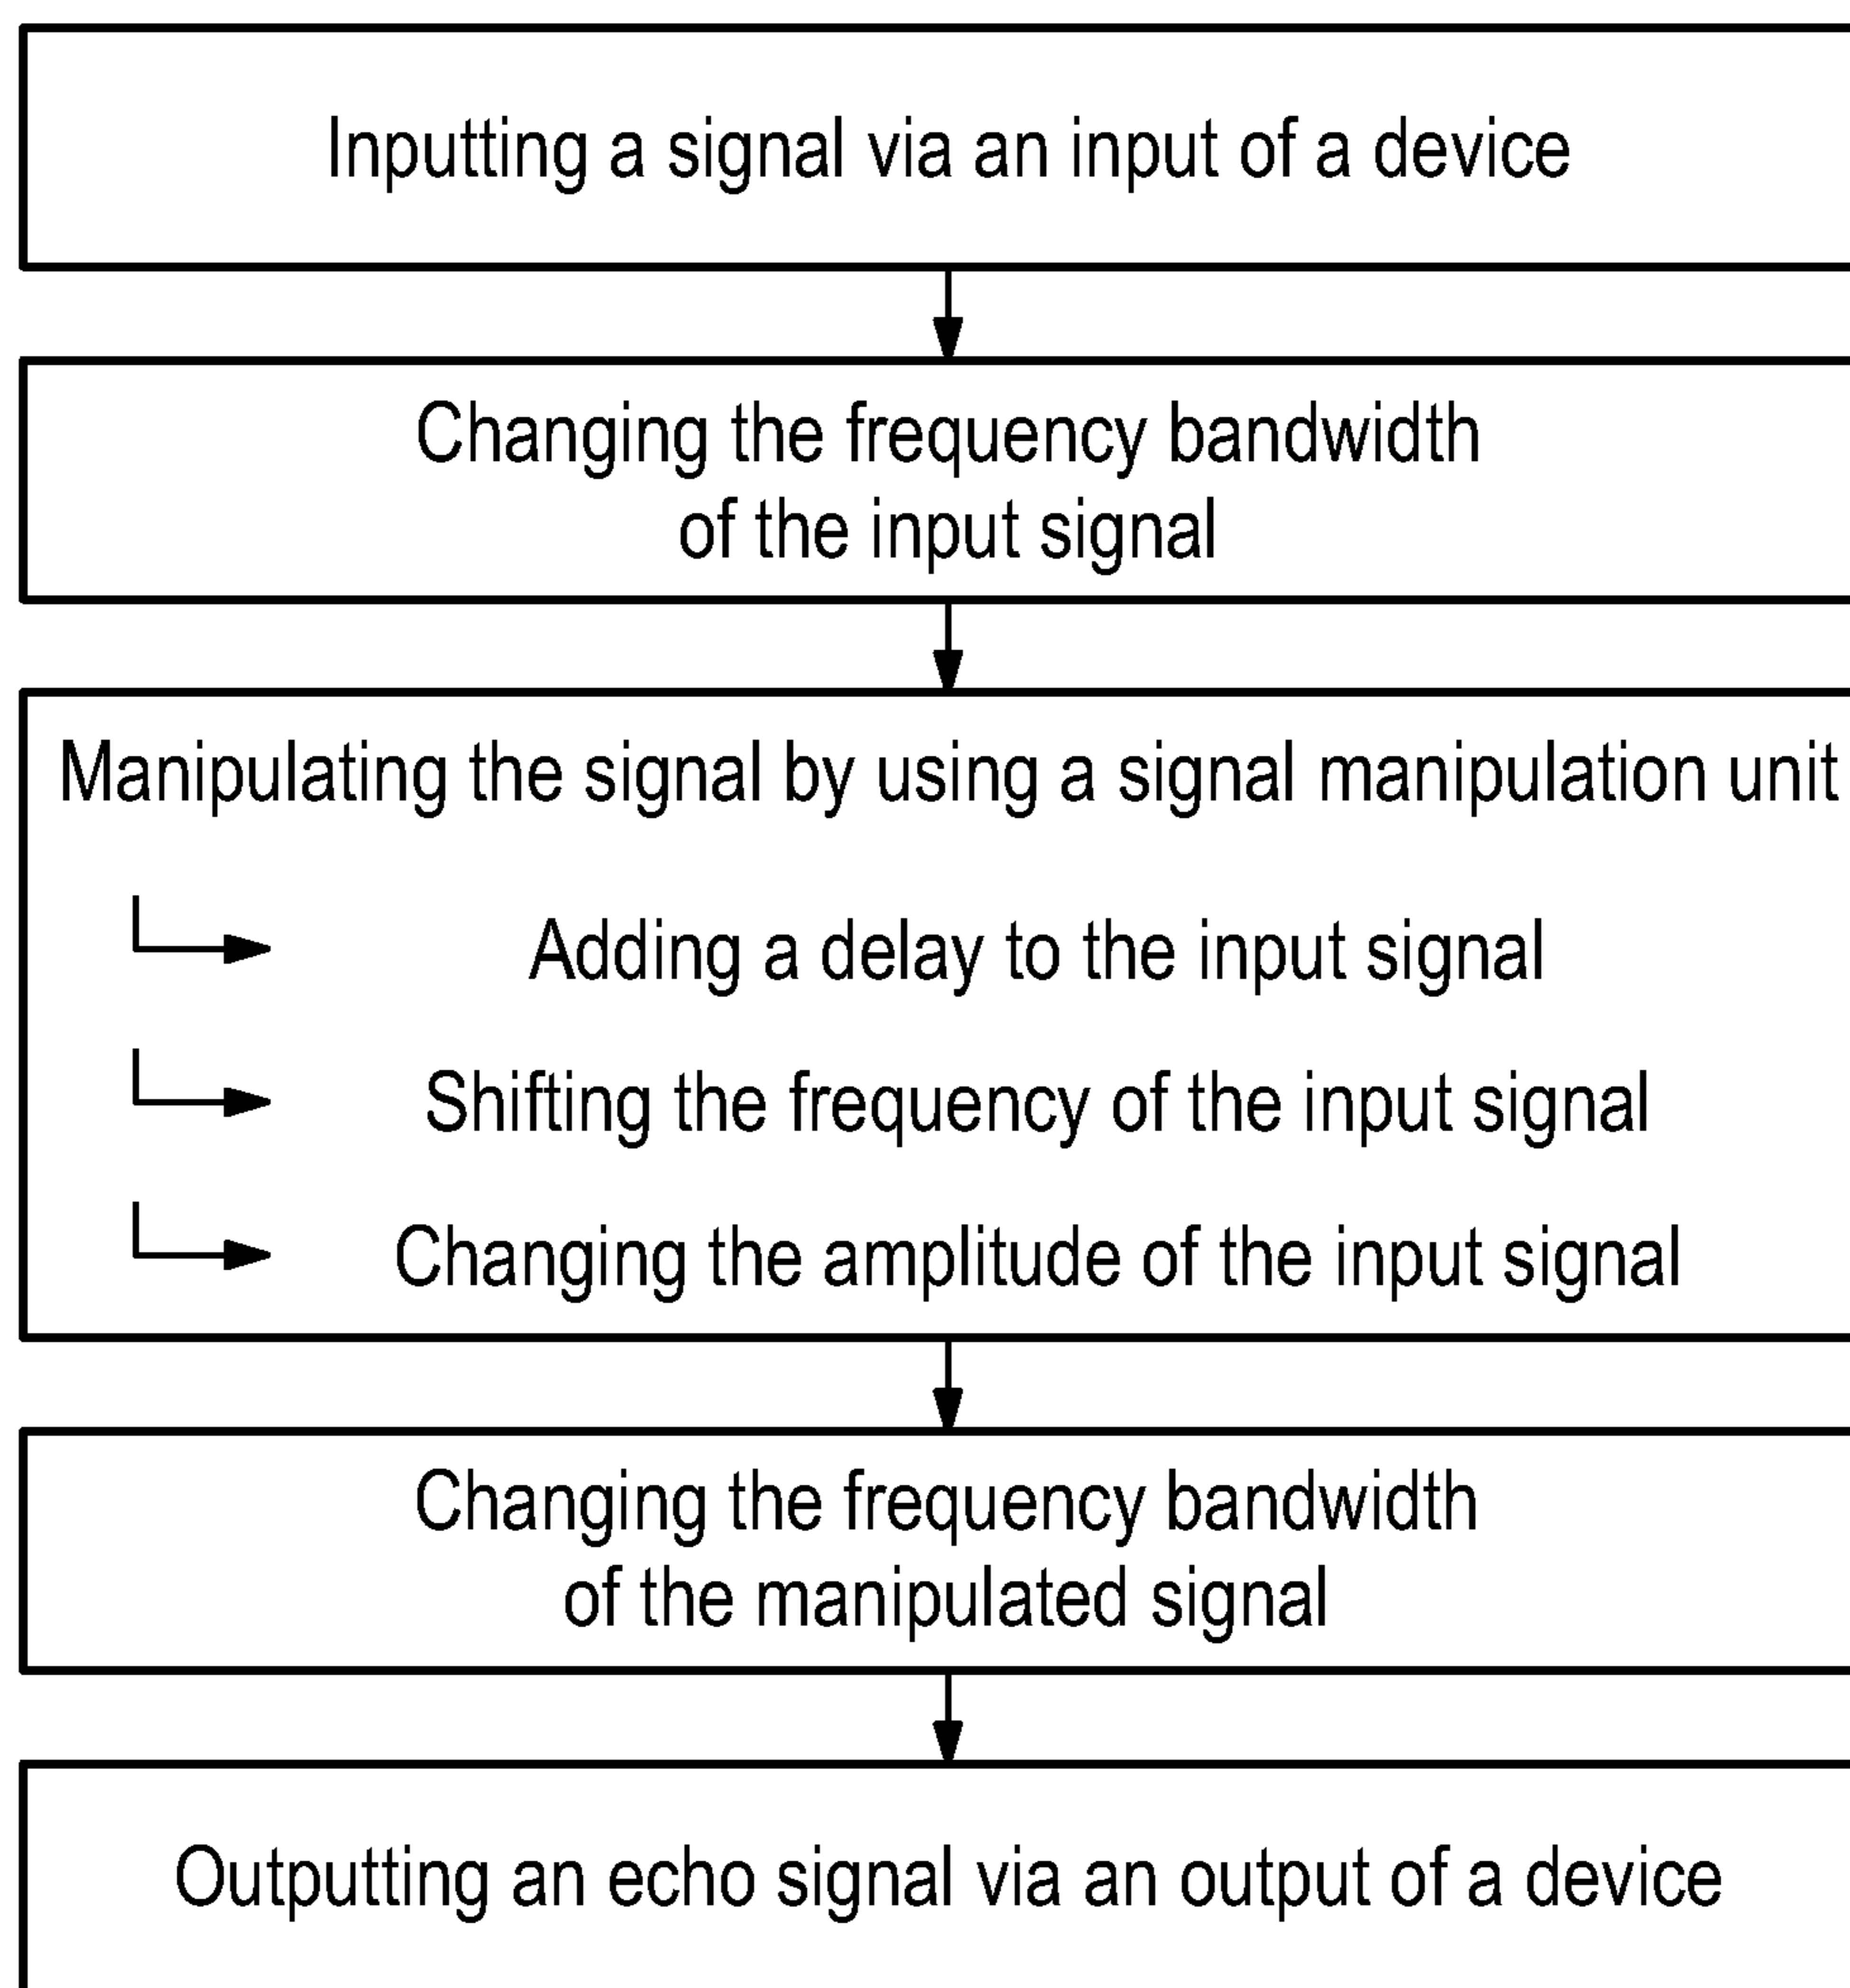 Inputting a signal via an input of a device
Changing the frequency bandwidth
of the input signal
Manipulating the signal by using a signal manipulation unit
Adding a delay to the input signal
Shifting the frequency of the input signal
Changing the amplitude of the input signal
Changing the frequency bandwidth
of the manipulated signal
Outputting an echo signal via an output of a device